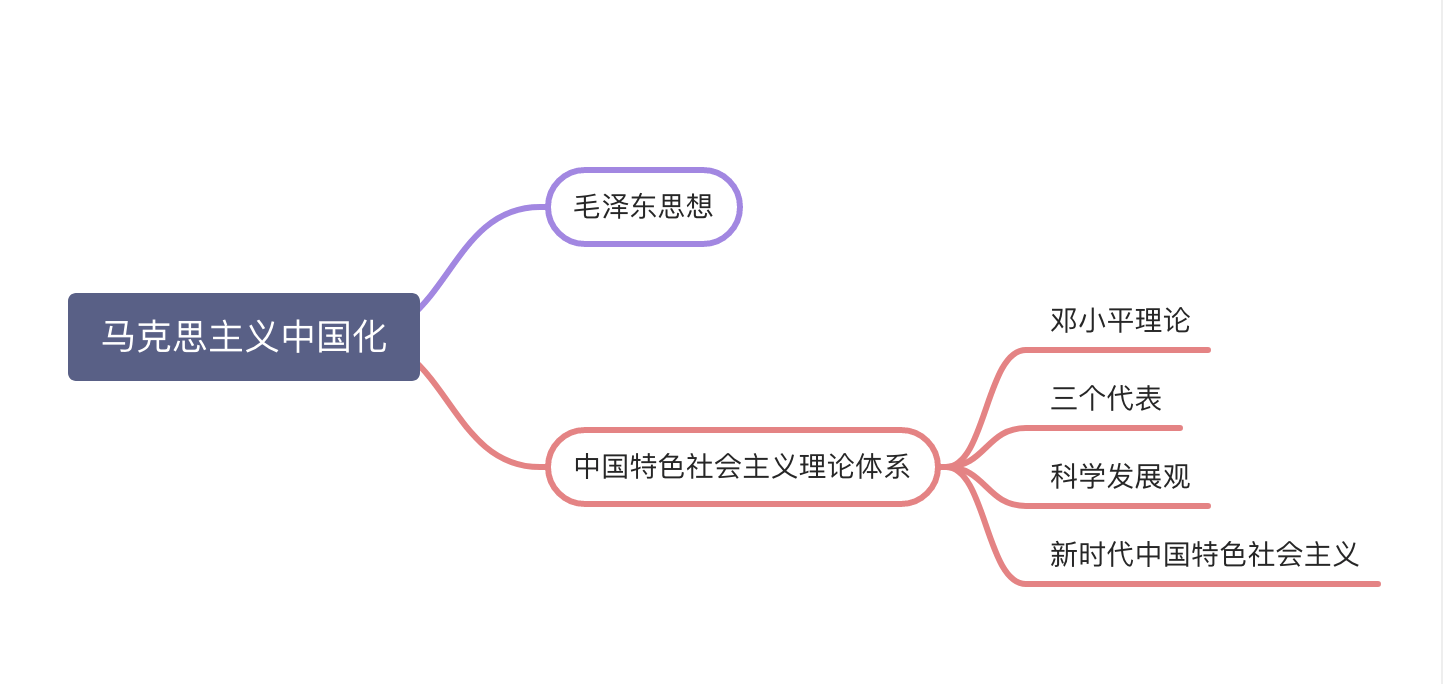 马克思主义中国化
毛泽东思想
中国特色社会主义理论体系
邓小平理论
三个代表
科学发展观
新时代中国特色社会主义